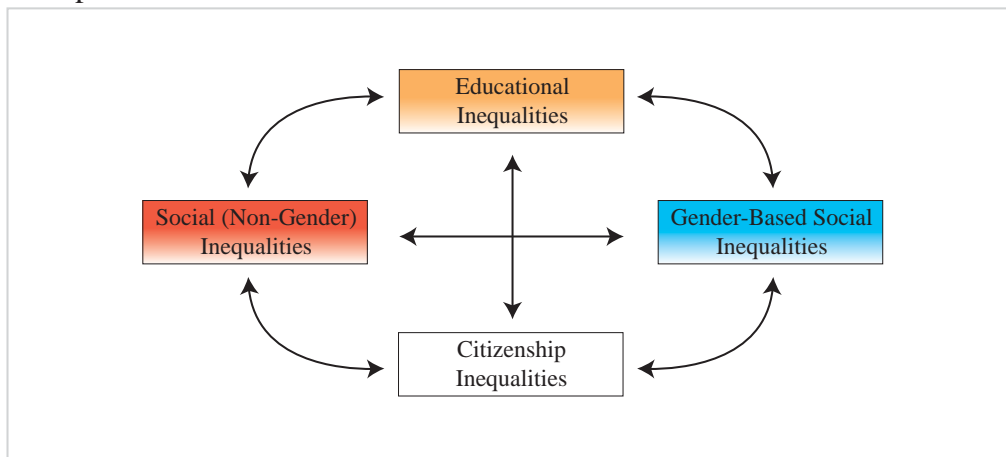 Educational
Inequalities
Social (Non-Gender)
Inequalities
Gender-Based Social
Inequalities
Citizenship
Inequalities